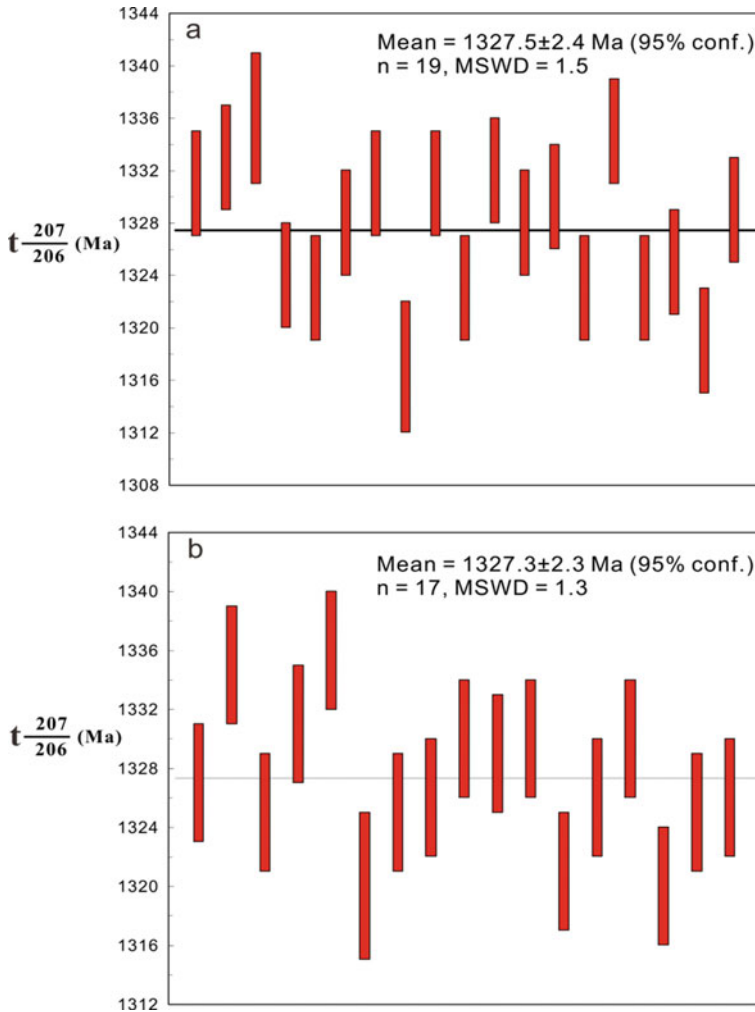 1344
a
Mean = 1327.5±2.4 Ma (95% conf.)
n = 19, MSWD = 1.5
1340
1336
1332
1328
t 207/206 (Ma)
1324
1320
1316
1312
1308
1344
b
Mean = 1327.3±2.3 Ma (95% conf.)
n = 17, MSWD = 1.3
1340
1336
1332
t 207/206 (Ma)
1328
1324
1320
1316
1312